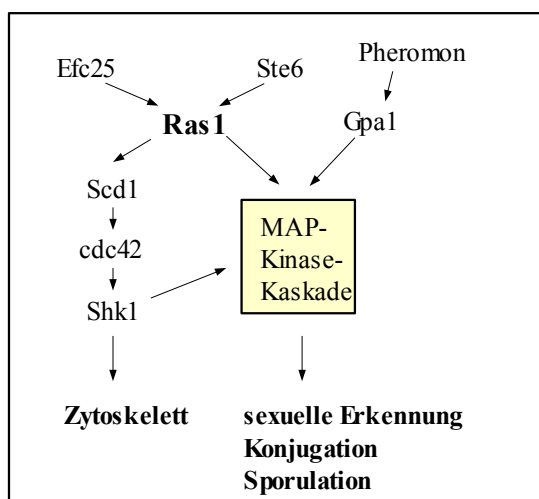 Efc25
Ste6
Pheromon
Ras1
Gpa1
Scd1
cdc42
Shk1
MAP-
Kinase-
Kaskade
Zytoskelett
sexuelle Erkennung
Konjugation
Sporulation